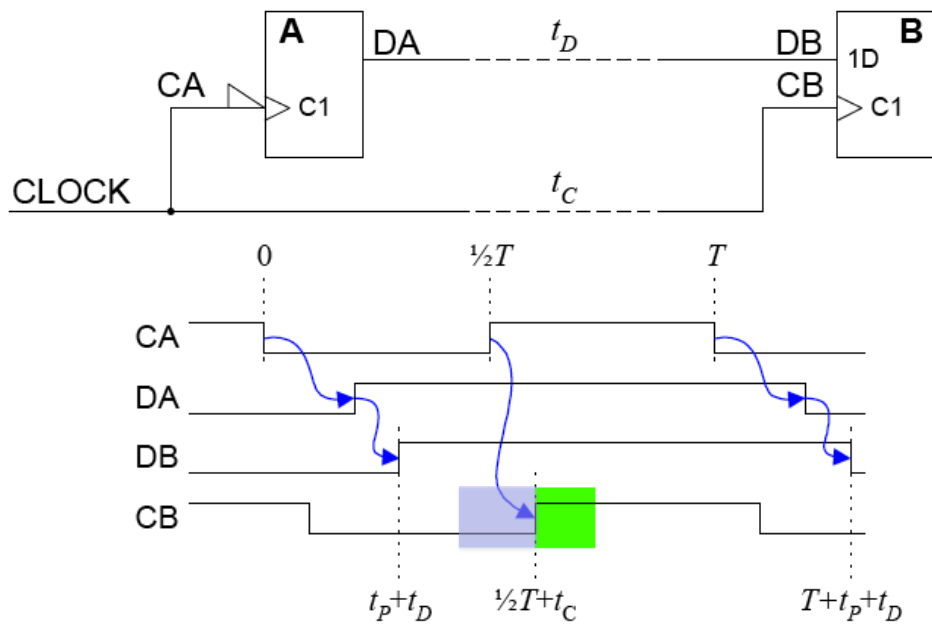 A DA t_D DB 1D B
CA C1 CB C1
CLOCK t_C
0 ½T T
CA
DA
DB
CB
t_P+t_D ½T+t_C T+t_P+t_D